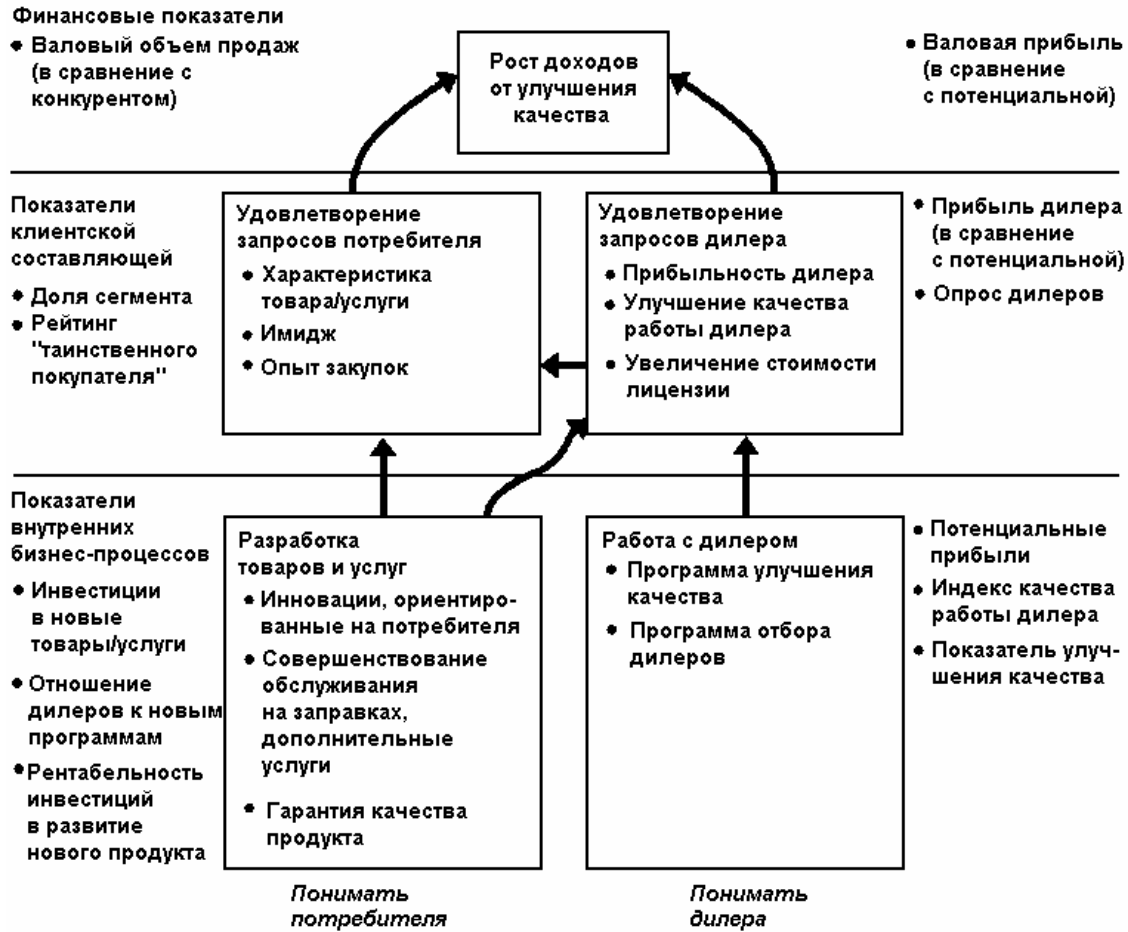 Финансовые показатели
• Валовый объем продаж
(в сравнение с
конкурентом)
Рост доходов
от улучшения
качества
• Валовая прибыль
(в сравнение
с потенциальной)
Показатели
клиентской
составляющей
• Доля сегмента
• Рейтинг
"таинственного
покупателя"
Удовлетворение
запросов потребителя
• Характеристика
товара/услуги
• Имидж
• Опыт закупок
Удовлетворение
запросов дилера
• Прибыльность дилера
• Улучшение качества
работы дилера
• Увеличение стоимости
лицензии
• Прибыль дилера
(в сравнение
с потенциальной)
• Опрос дилеров
Показатели
внутренних
бизнес-процессов
• Инвестиции
в новые
товары/услуги
• Отношение
дилеров к новым
программам
• Рентабельность
инвестиций
в развитие
нового продукта
Разработка
товаров и услуг
• Инновации, ориентиро-
ванные на потребителя
• Совершенствование
обслуживания
на заправках,
дополнительные
услуги
• Гарантия качества
продукта
Работа с дилером
• Программа улучшения
качества
• Программа отбора
дилеров
• Потенциальные
прибыли
• Индекс качества
работы дилера
• Показатель улуч-
шения качества
Понимать
потребителя
Понимать
дилера